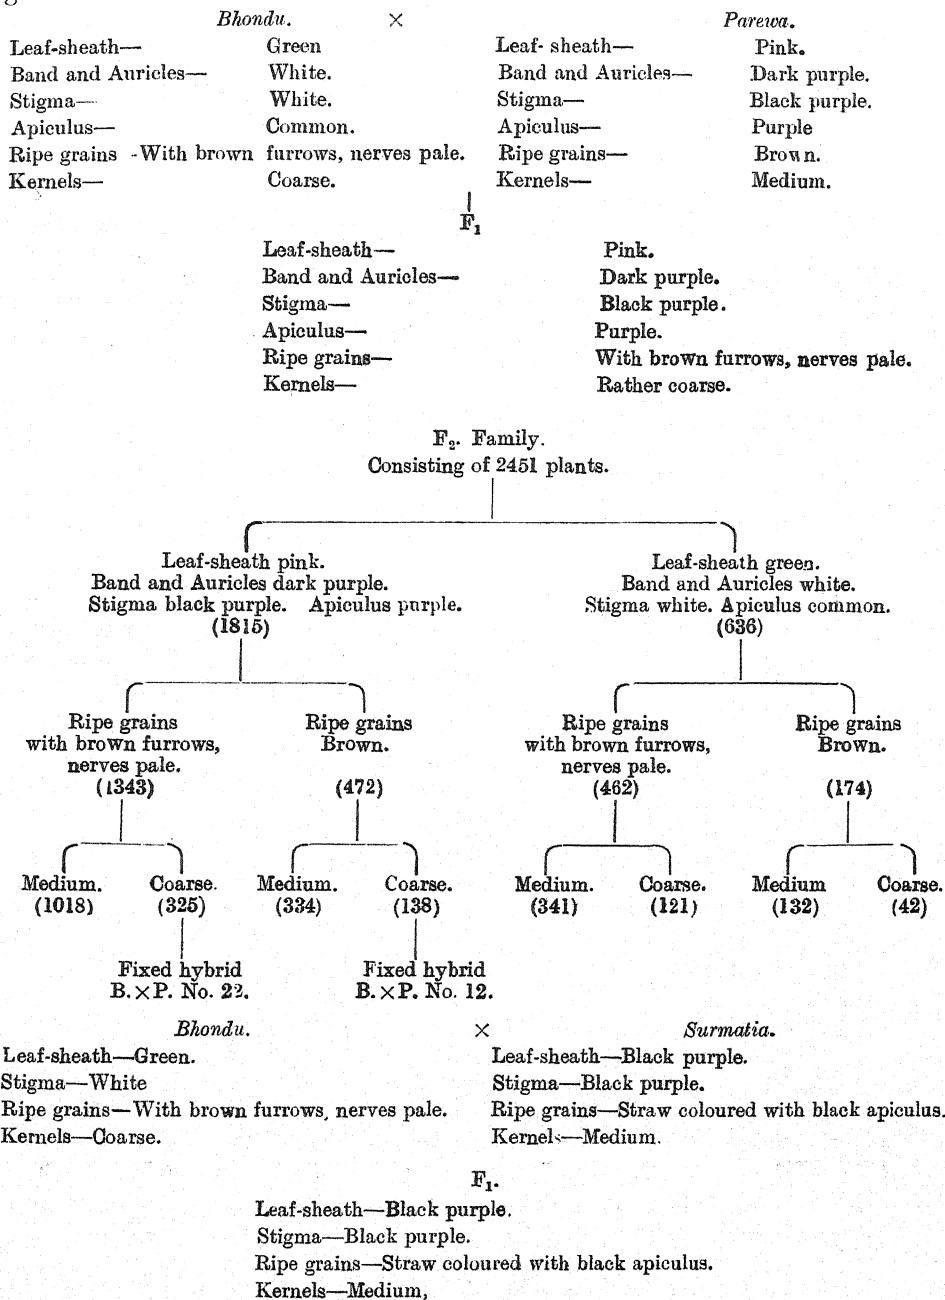 Bhondu. × Parewa.
Leaf-sheath— Green Leaf-sheath— Pink.
Band and Auricles— White. Band and Auricles— Dark purple.
Stigma— White. Stigma— Black purple.
Apiculus— Common. Apiculus— Purple
Ripe grains -With brown furrows, nerves pale. Ripe grains— Brown.
Kernels— Coarse. Kernels— Medium.
F₁
Leaf-sheath— Pink.
Band and Auricles— Dark purple.
Stigma— Black purple.
Apiculus— Purple.
Ripe grains— With brown furrows, nerves pale.
Kernels— Rather coarse.
F₂. Family.
Consisting of 2451 plants.
Leaf-sheath pink. Leaf-sheath green.
Band and Auricles dark purple. Band and Auricles white.
Stigma black purple. Apiculus purple. Stigma white. Apiculus common.
(1815) (636)
Ripe grains Ripe grains Ripe grains Ripe grains
with brown furrows, Brown. with brown furrows, Brown.
nerves pale. nerves pale.
(1343) (472) (462) (174)
Medium. Coarse. Medium. Coarse. Medium. Coarse. Medium Coarse.
(1018) (325) (334) (138) (341) (121) (132) (42)
Fixed hybrid Fixed hybrid
B.×P. No. 22. B.×P. No. 12.
Bhondu. × Surmatia.
Leaf-sheath—Green. Leaf-sheath—Black purple.
Stigma—White Stigma—Black purple.
Ripe grains—With brown furrows, nerves pale. Ripe grains—Straw coloured with black apiculus.
Kernels—Coarse. Kernels—Medium.
F₁.
Leaf-sheath—Black purple.
Stigma—Black purple.
Ripe grains—Straw coloured with black apiculus.
Kernels—Medium,